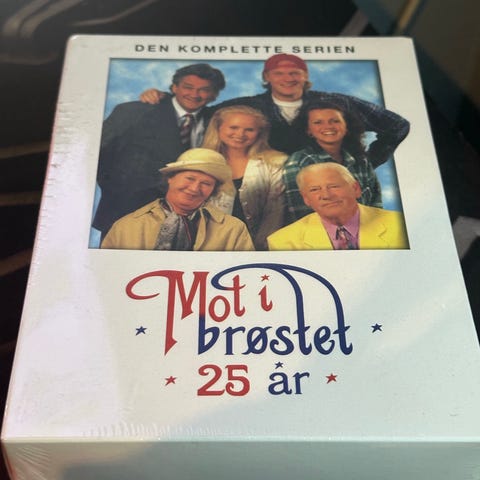 DEN KOMPLETTE SERIEN
Mot i
brøstet
25 år